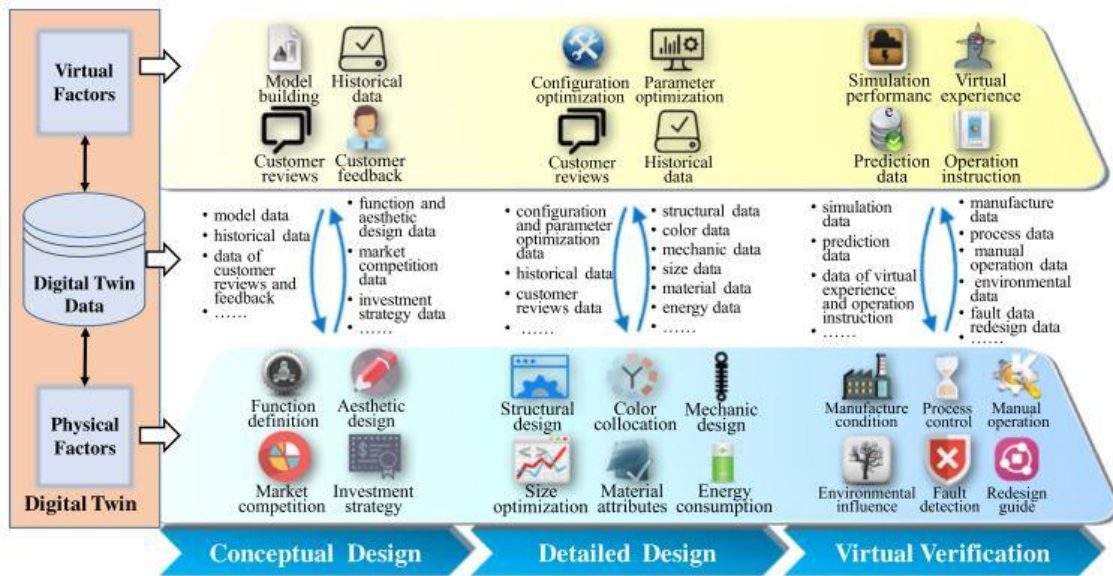 Virtual
Factors
Digital Twin
Data
Physical
Factors
Digital Twin
Model
building
Historical
data
Customer
reviews
Customer
feedback
Configuration
optimization
Parameter
optimization
Customer
reviews
Historical
data
Simulation
performanc
e
Virtual
experience
Prediction
data
Operation
instruction
• model data
• historical data
• data of
customer
reviews and
feedback
• ……
• function and
aesthetic
design data
• market
competition
data
• investment
strategy data
• ……
• configuration
and parameter
optimization
data
• historical data
• customer
reviews data
• ……
• structural data
• color data
• mechanic data
• size data
• material data
• energy data
• ……
• simulation
data
• prediction
data
• data of virtual
experience
and operation
instruction
• ……
• manufacture
data
• process data
• manual
operation data
• environmental
data
• fault data
• redesign data
• ……
Function
definition
Aesthetic
design
Market
competition
Investment
strategy
Structural
design
Color
collocation
Mechanic
design
Size
optimization
Material
attributes
Energy
consumption
Manufacture
condition
Process
control
Manual
operation
Environmental
influence
Fault
detection
Redesign
guide
Conceptual Design
Detailed Design
Virtual Verification